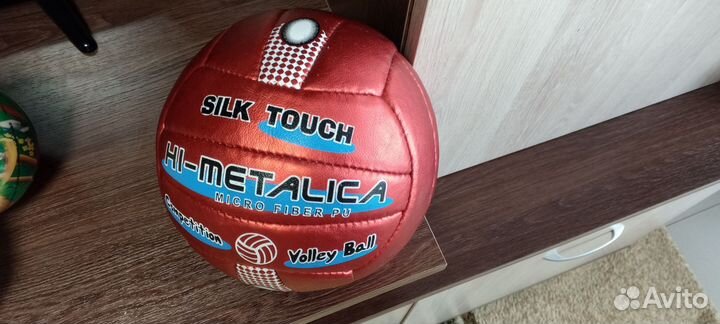 SILK TOUCH
HI-METALICA
MICRO FIBER PU
Competition
Volley Ball
Avito